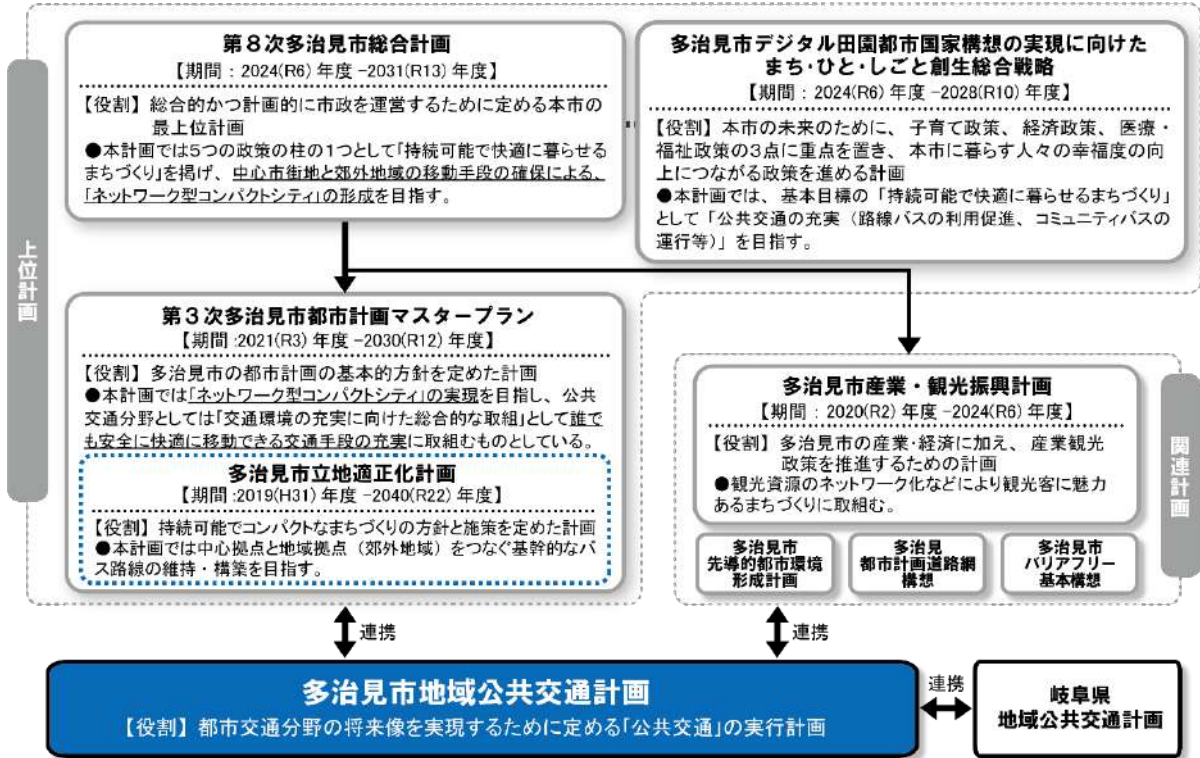 上位計画
第8次多治見市総合計画
【期間：2024(R6)年度-2031(R13)年度】
【役割】総合的かつ計画的に市政を運営するために定める本市の
最上位計画
●本計画では5つの政策の柱の1つとして「持続可能で快適に暮らせる
まちづくり」を掲げ、中心市街地と郊外地域の移動手段の確保による、
「ネットワーク型コンパクトシティ」の形成を目指す。
多治見市デジタル田園都市国家構想の実現に向けた
まち・ひと・しごと創生総合戦略
【期間：2024(R6)年度-2028(R10)年度】
【役割】本市の未来のために、子育て政策、経済政策、医療・
福祉政策の3点に重点を置き、本市に暮らす人々の幸福度の向
上につながる政策を進める計画
●本計画では、基本目標の「持続可能で快適に暮らせるまちづくり」
として「公共交通の充実（路線バスの利用促進、コミュニティバスの
運行等）」を目指す。
第3次多治見市都市計画マスタープラン
【期間:2021(R3)年度-2030(R12)年度】
【役割】多治見市の都市計画の基本的方針を定めた計画
●本計画では「ネットワーク型コンパクトシティ」の実現を目指し、公共
交通分野としては「交通環境の充実に向けた総合的な取組」として誰で
も安全に快適に移動できる交通手段の充実に取組むものとしている。
多治見市立地適正化計画
【期間:2019(H31)年度-2040(R22)年度】
【役割】持続可能でコンパクトなまちづくりの方針と施策を定めた計画
●本計画では中心拠点と地域拠点（郊外地域）をつなぐ基幹的なバ
ス路線の維持・構築を目指す。
関連計画
多治見市産業・観光振興計画
【期間：2020(R2)年度-2024(R6)年度】
【役割】多治見市の産業・経済に加え、産業観光
政策を推進するための計画
●観光資源のネットワーク化などにより観光客に魅力
あるまちづくりに取組む。
多治見市
先導的都市環境
形成計画
多治見
都市計画道路網
構想
多治見市
バリアフリー
基本構想
連携
連携
多治見市地域公共交通計画
【役割】都市交通分野の将来像を実現するために定める「公共交通」の実行計画
連携
岐阜県
地域公共交通計画